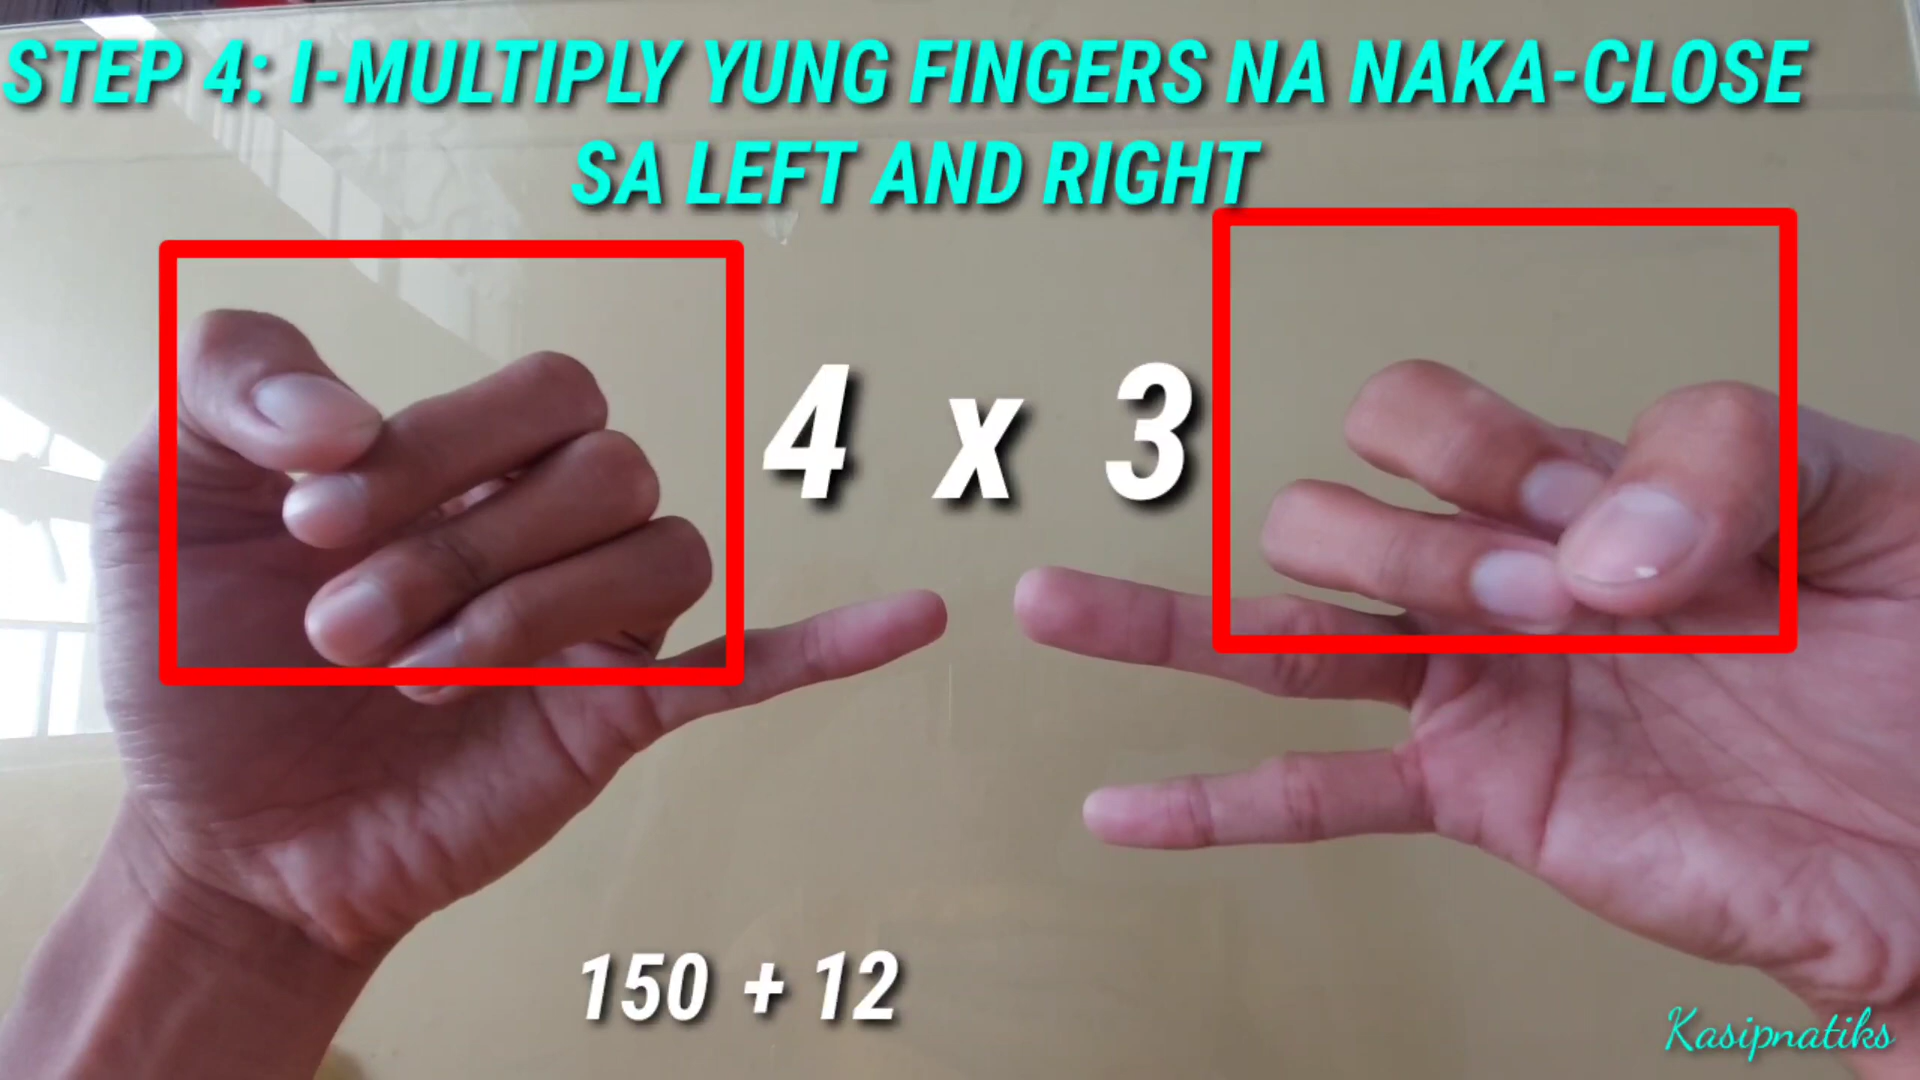 STEP 4: I-MULTIPLY YUNG FINGERS NA NAKA-CLOSE
SA LEFT AND RIGHT
4 x 3
150 + 12
Kasipnatiks